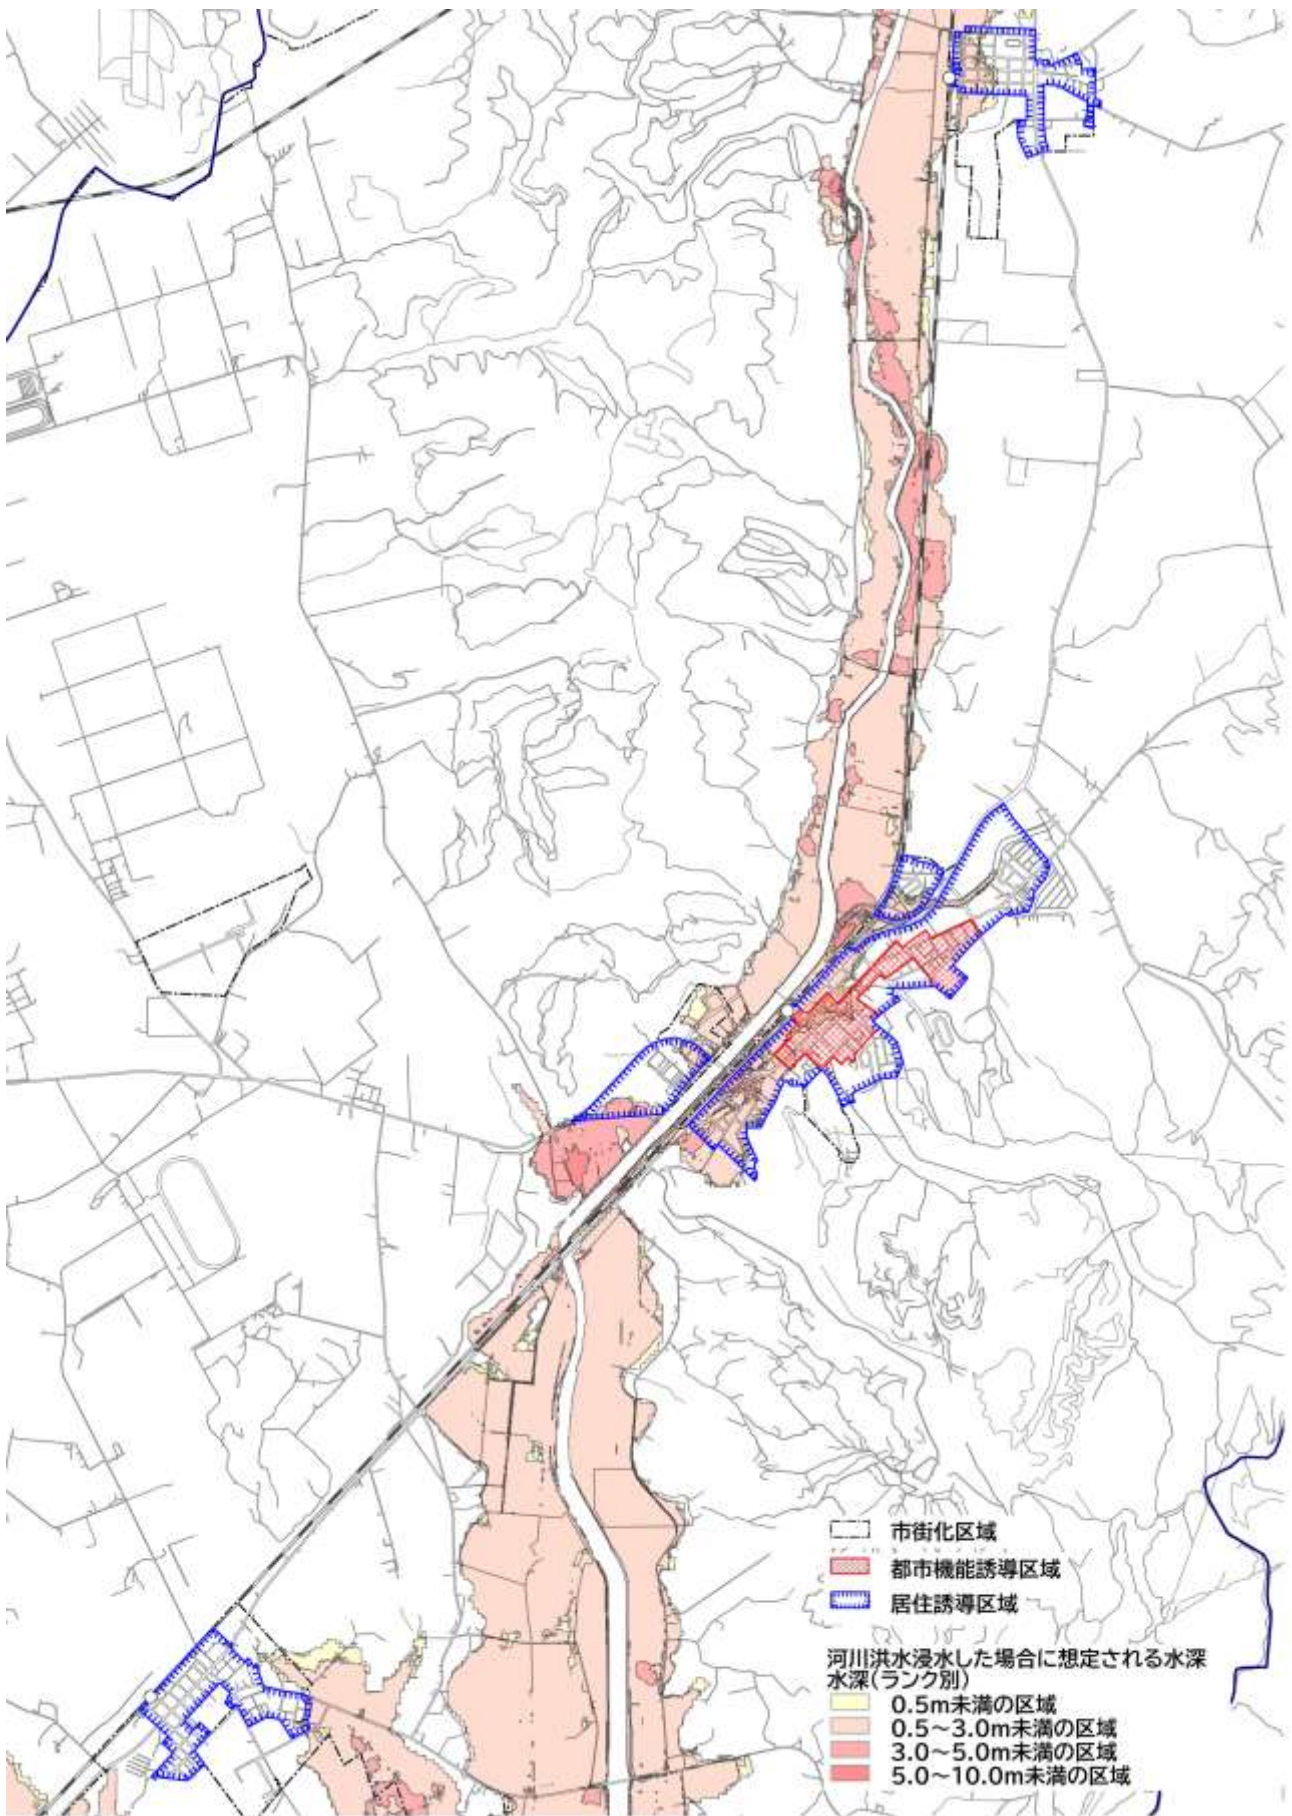 市街化区域
都市機能誘導区域
居住誘導区域
河川洪水浸水した場合に想定される水深
水深(ランク別)
0.5m未満の区域
0.5～3.0m未満の区域
3.0～5.0m未満の区域
5.0～10.0m未満の区域